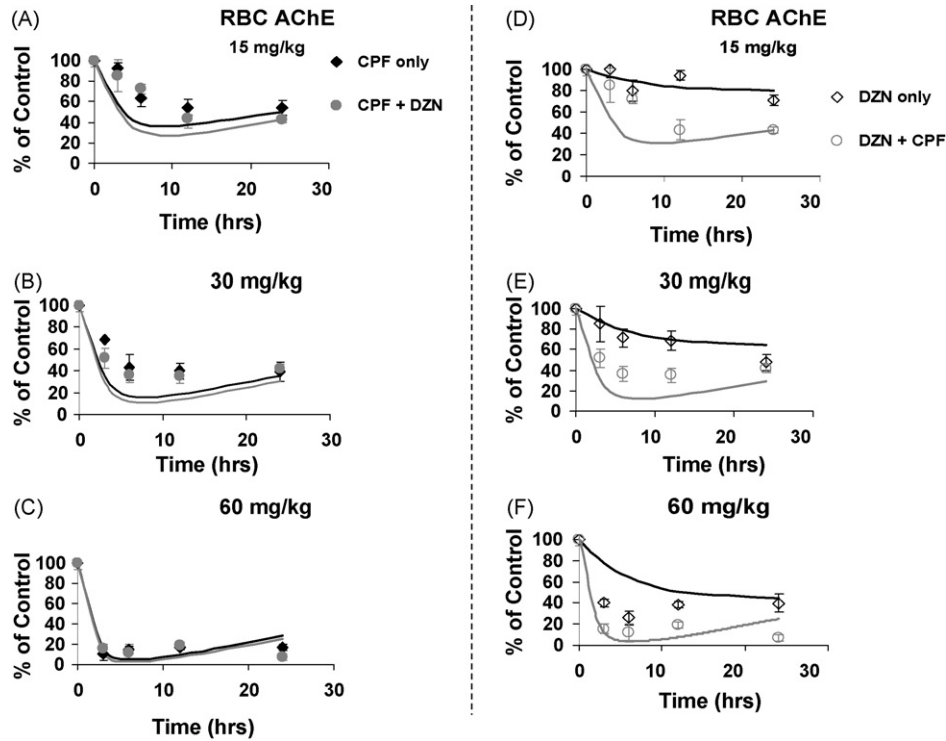 (A)
RBC AChE
15 mg/kg
% of Control
120
100
80
60
40
20
0
0
10
20
30
Time (hrs)
CPF only
CPF + DZN
(B)
30 mg/kg
% of Control
100
80
60
40
20
0
0
10
20
30
Time (hrs)
(C)
60 mg/kg
% of Control
100
80
60
40
20
0
0
10
20
30
Time (hrs)
(D)
RBC AChE
15 mg/kg
% of Control
120
100
80
60
40
20
0
0
10
20
30
Time (hrs)
DZN only
DZN + CPF
(E)
30 mg/kg
% of Control
100
80
60
40
20
0
0
10
20
30
Time (hrs)
(F)
60 mg/kg
% of Control
100
80
60
40
20
0
0
10
20
30
Time (hrs)